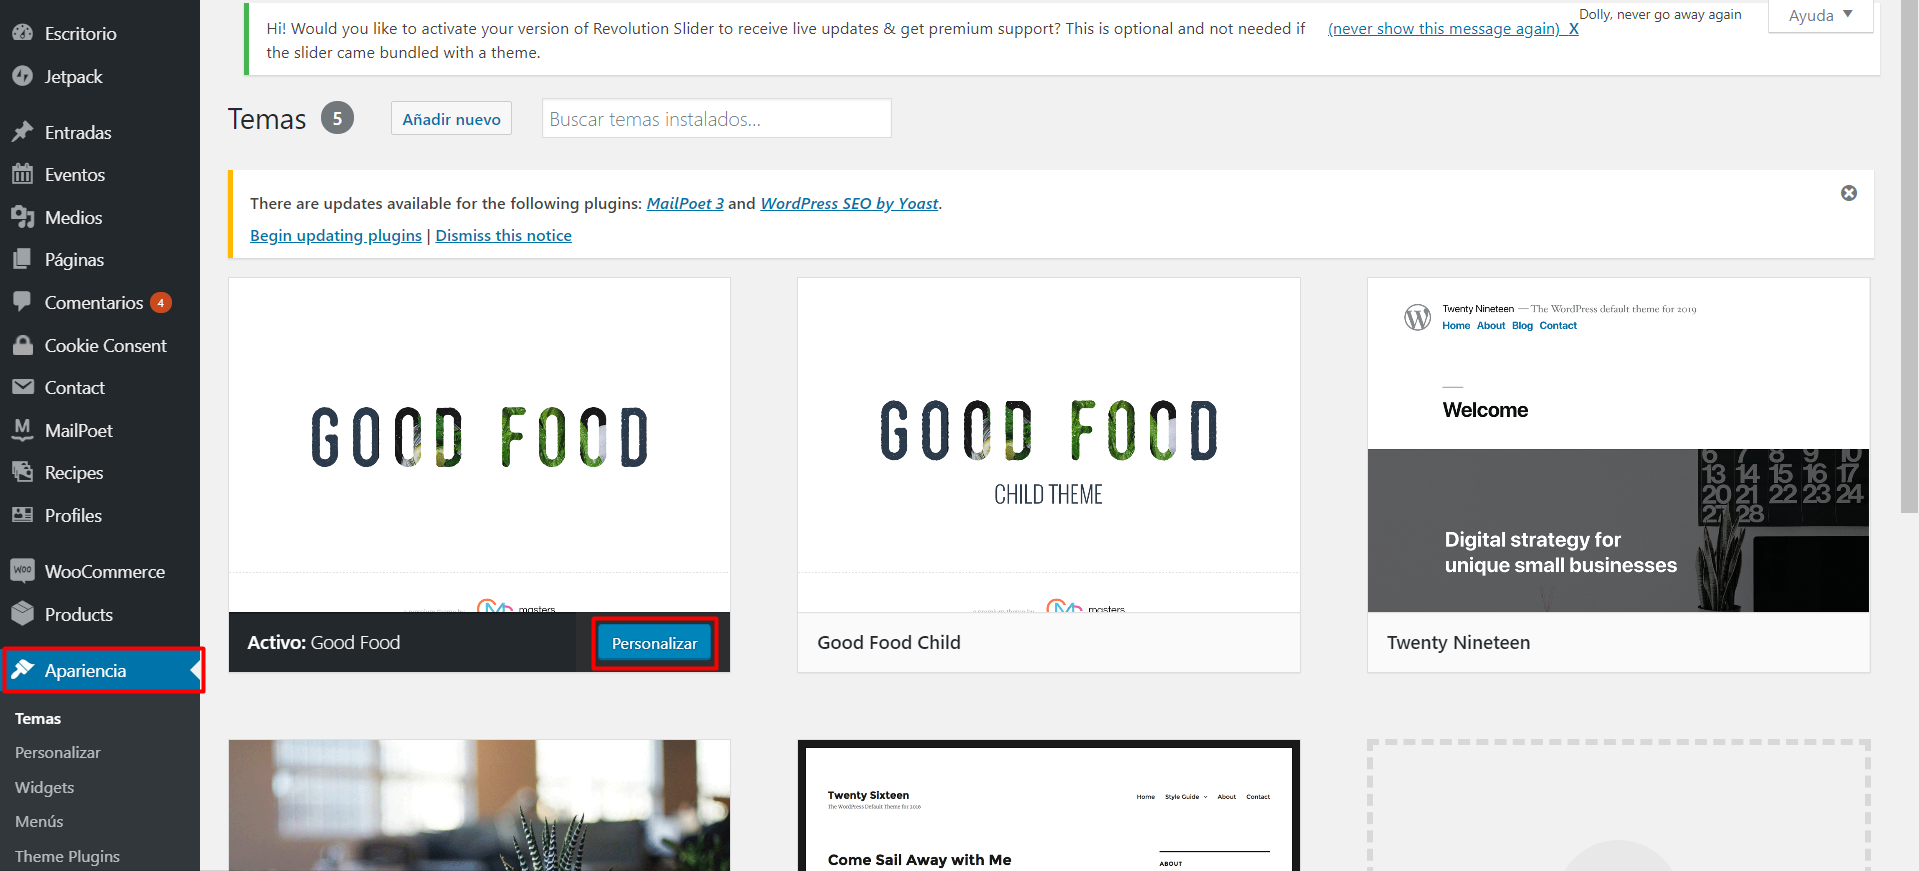 Escritorio
Jetpack
Entradas
Eventos
Medios
Páginas
Comentarios 4
Cookie Consent
Contact
MailPoet
Recipes
Profiles
WooCommerce
Products
Apariencia
Temas
Personalizar
Widgets
Menús
Theme Plugins
Hi! Would you like to activate your version of Revolution Slider to receive live updates & get premium support? This is optional and not needed if
the slider came bundled with a theme.
(never show this message again) X
Dolly, never go away again
Ayuda
Temas 5
Añadir nuevo
Buscar temas instalados...
There are updates available for the following plugins: MailPoet 3 and WordPress SEO by Yoast.
Begin updating plugins | Dismiss this notice
GOOD FOOD
masters
Activo: Good Food
Personalizar
GOOD FOOD
CHILD THEME
masters
Good Food Child
Twenty Nineteen — The WordPress default theme for 2019
Home About Blog Contact
Welcome
6 7 8 9 10
13 14 15 16 17
20 21 22 23 24
27 28
Digital strategy for
unique small businesses
Twenty Nineteen
Twenty Sixteen
The WordPress Default Theme for 2016
Home Style Guide About Contact
Come Sail Away with Me
ABOUT